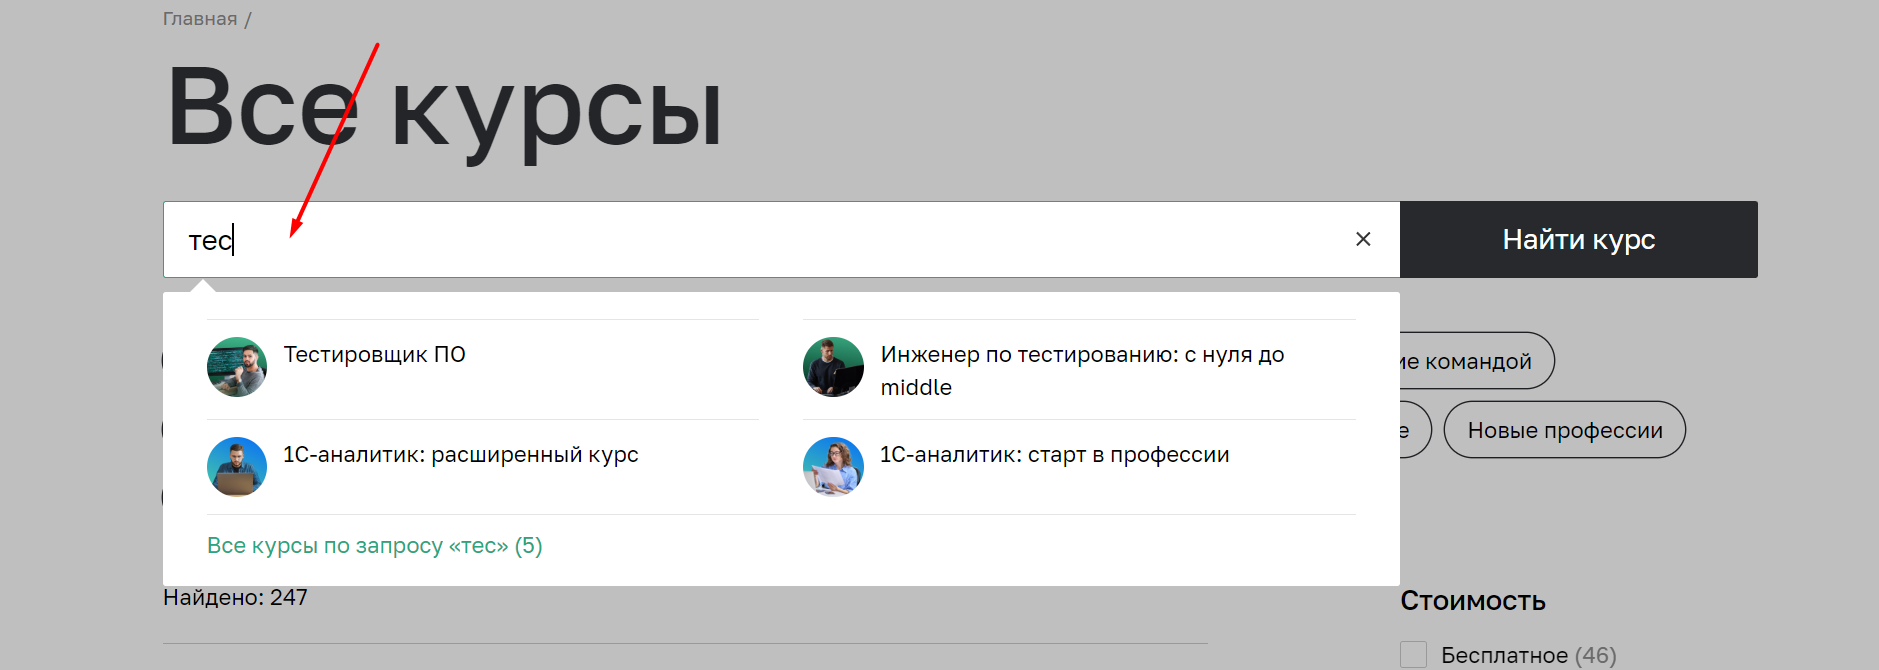 Главная /
Все курсы
тес
Найти курс
Тестировщик ПО
Инженер по тестированию: с нуля до
middle
ие командой
1С-аналитик: расширенный курс
1С-аналитик: старт в профессии
е
Новые профессии
Все курсы по запросу «тес» (5)
Найдено: 247
Стоимость
Бесплатное (46)